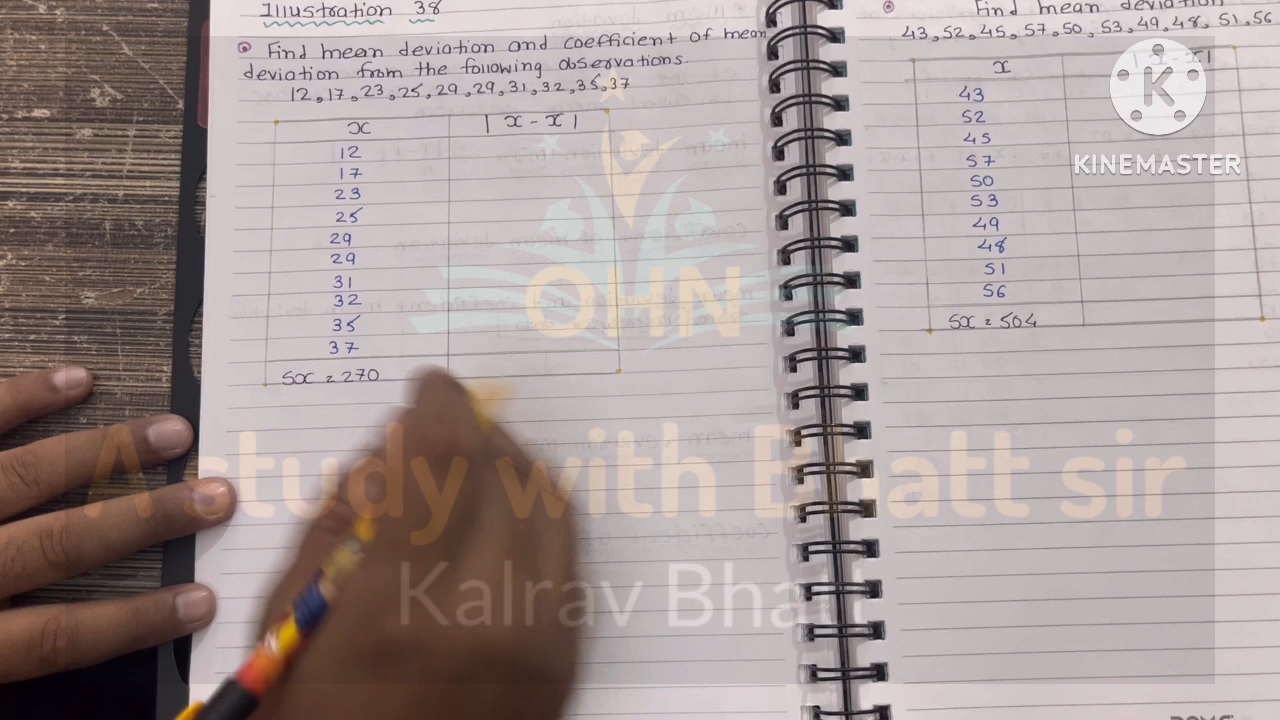 Illustration 38
Find mean deviation and coefficient of mean
deviation from the following observations.
12, 17, 23, 25, 29, 29, 31, 32, 35, 37
x | x - x̄ |
12
17
23
25
29
29
31
32
35
37
Σx = 270
Find mean deviation
43, 52, 45, 57, 50, 53, 49, 48, 51, 56
x
43
52
45
57
50
53
49
48
51
56
Σx = 504
K
KINEMASTER
OHN
A study with Bhatt sir
Kalrav Bhatt